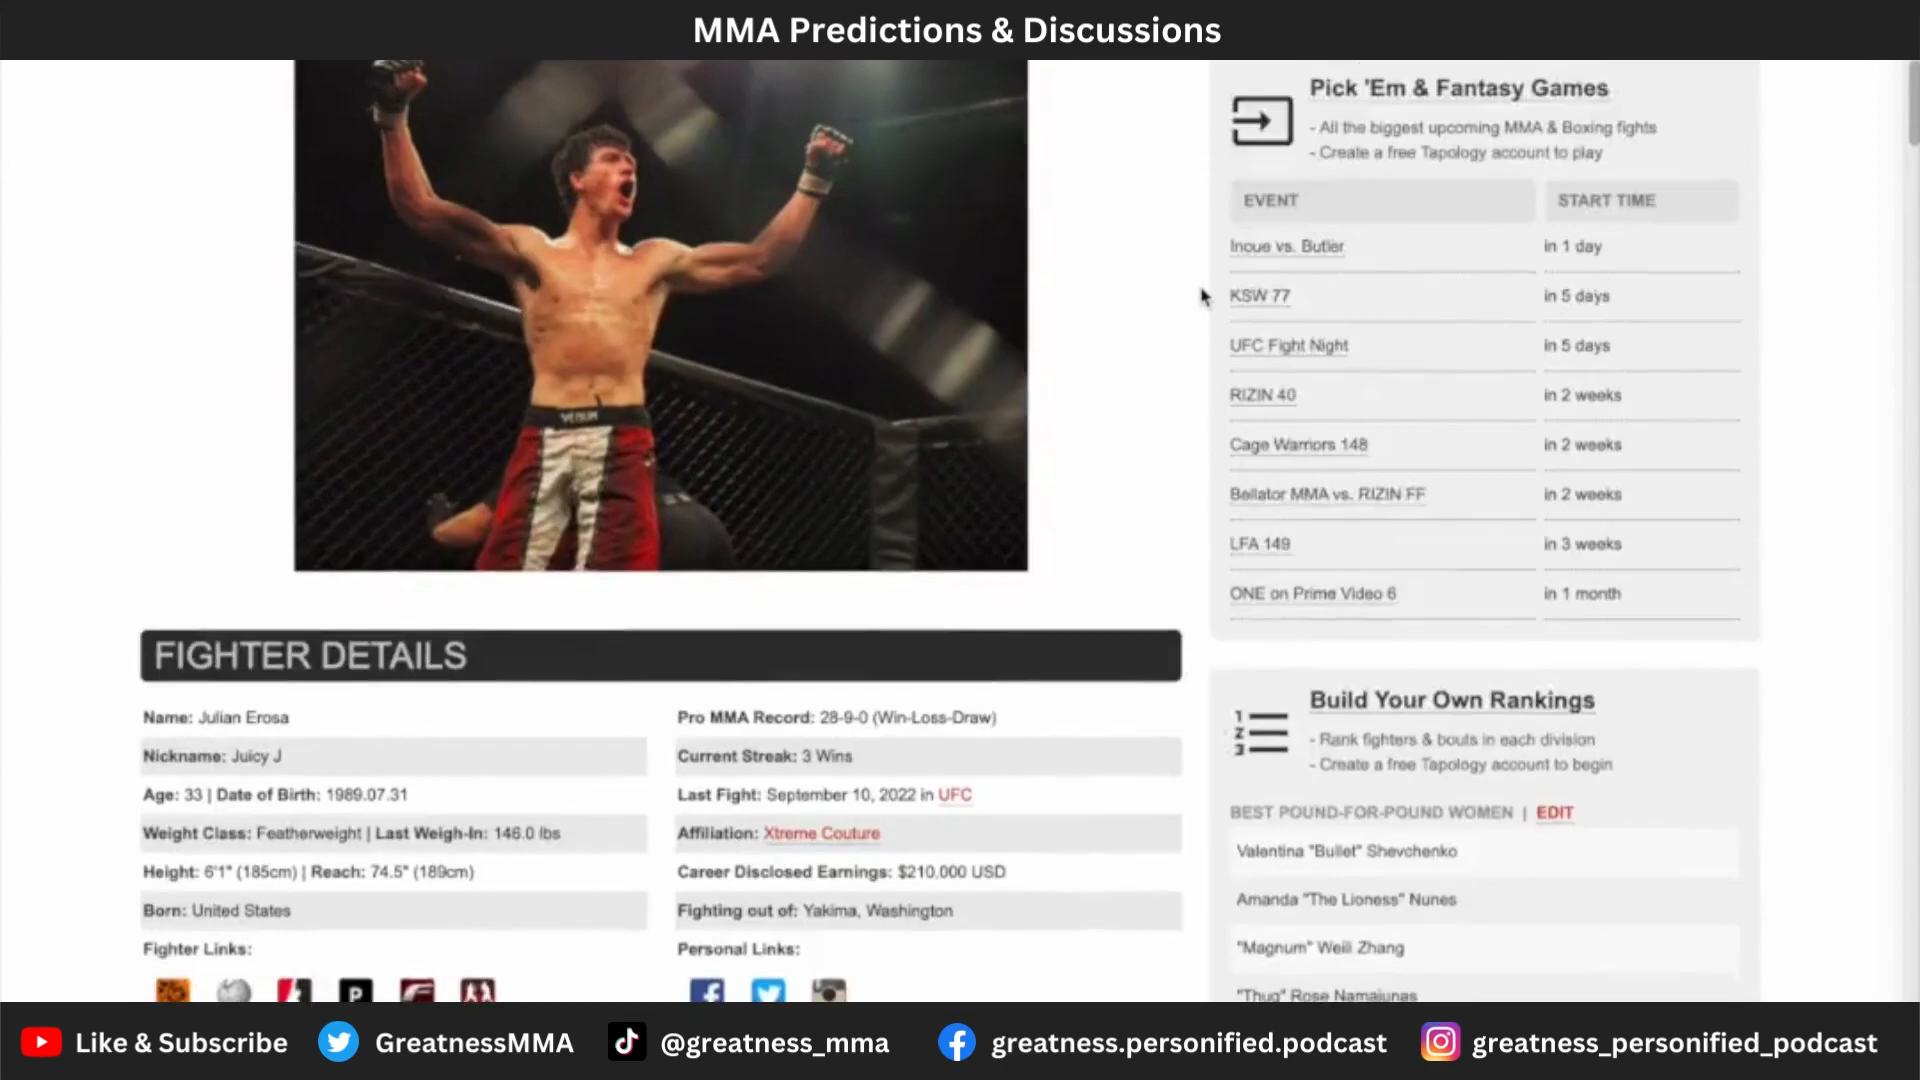 MMA Predictions & Discussions
VENUM
FIGHTER DETAILS
Name: Julian Erosa
Nickname: Juicy J
Age: 33 | Date of Birth: 1989.07.31
Weight Class: Featherweight | Last Weigh-In: 146.0 lbs
Height: 6'1" (185cm) | Reach: 74.5" (189cm)
Born: United States
Fighter Links:
Pro MMA Record: 28-9-0 (Win-Loss-Draw)
Current Streak: 3 Wins
Last Fight: September 10, 2022 in UFC
Affiliation: Xtreme Couture
Career Disclosed Earnings: $210,000 USD
Fighting out of: Yakima, Washington
Personal Links:
Pick 'Em & Fantasy Games
- All the biggest upcoming MMA & Boxing fights
- Create a free Tapology account to play
EVENT START TIME
Inoue vs. Butler in 1 day
KSW 77 in 5 days
UFC Fight Night in 5 days
RIZIN 40 in 2 weeks
Cage Warriors 148 in 2 weeks
Bellator MMA vs. RIZIN FF in 2 weeks
LFA 149 in 3 weeks
ONE on Prime Video 6 in 1 month
Build Your Own Rankings
- Rank fighters & bouts in each division
- Create a free Tapology account to begin
BEST POUND-FOR-POUND WOMEN | EDIT
Valentina "Bullet" Shevchenko
Amanda "The Lioness" Nunes
"Magnum" Weili Zhang
"Thug" Rose Namajunas
Like & Subscribe
GreatnessMMA
@greatness_mma
greatness.personified.podcast
greatness_personified_podcast